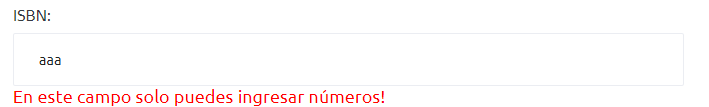 ISBN:
aaa
En este campo solo puedes ingresar números!